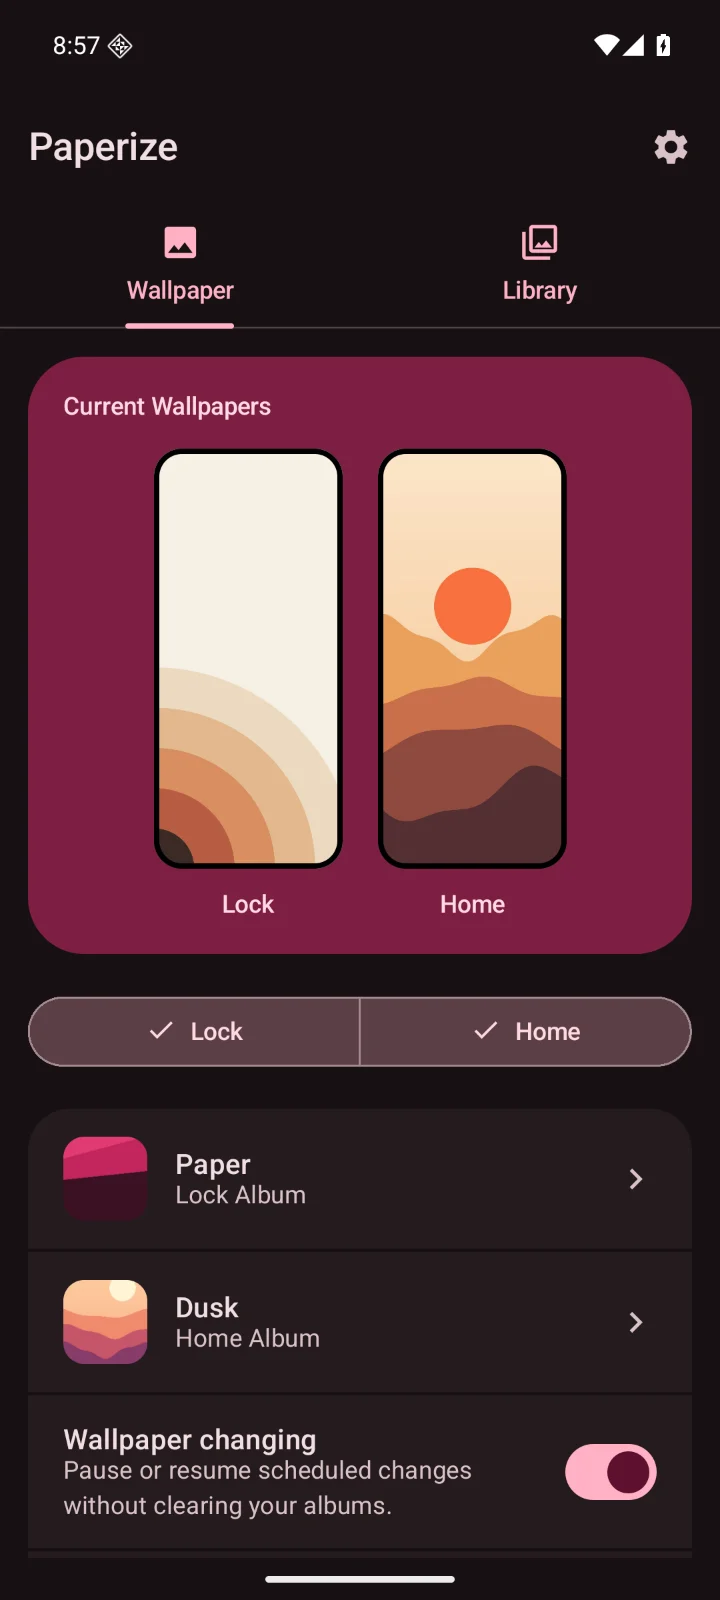 8:57
Paperize
Wallpaper
Library
Current Wallpapers
Lock
Home
Lock
Home
Paper
Lock Album
Dusk
Home Album
Wallpaper changing
Pause or resume scheduled changes
without clearing your albums.